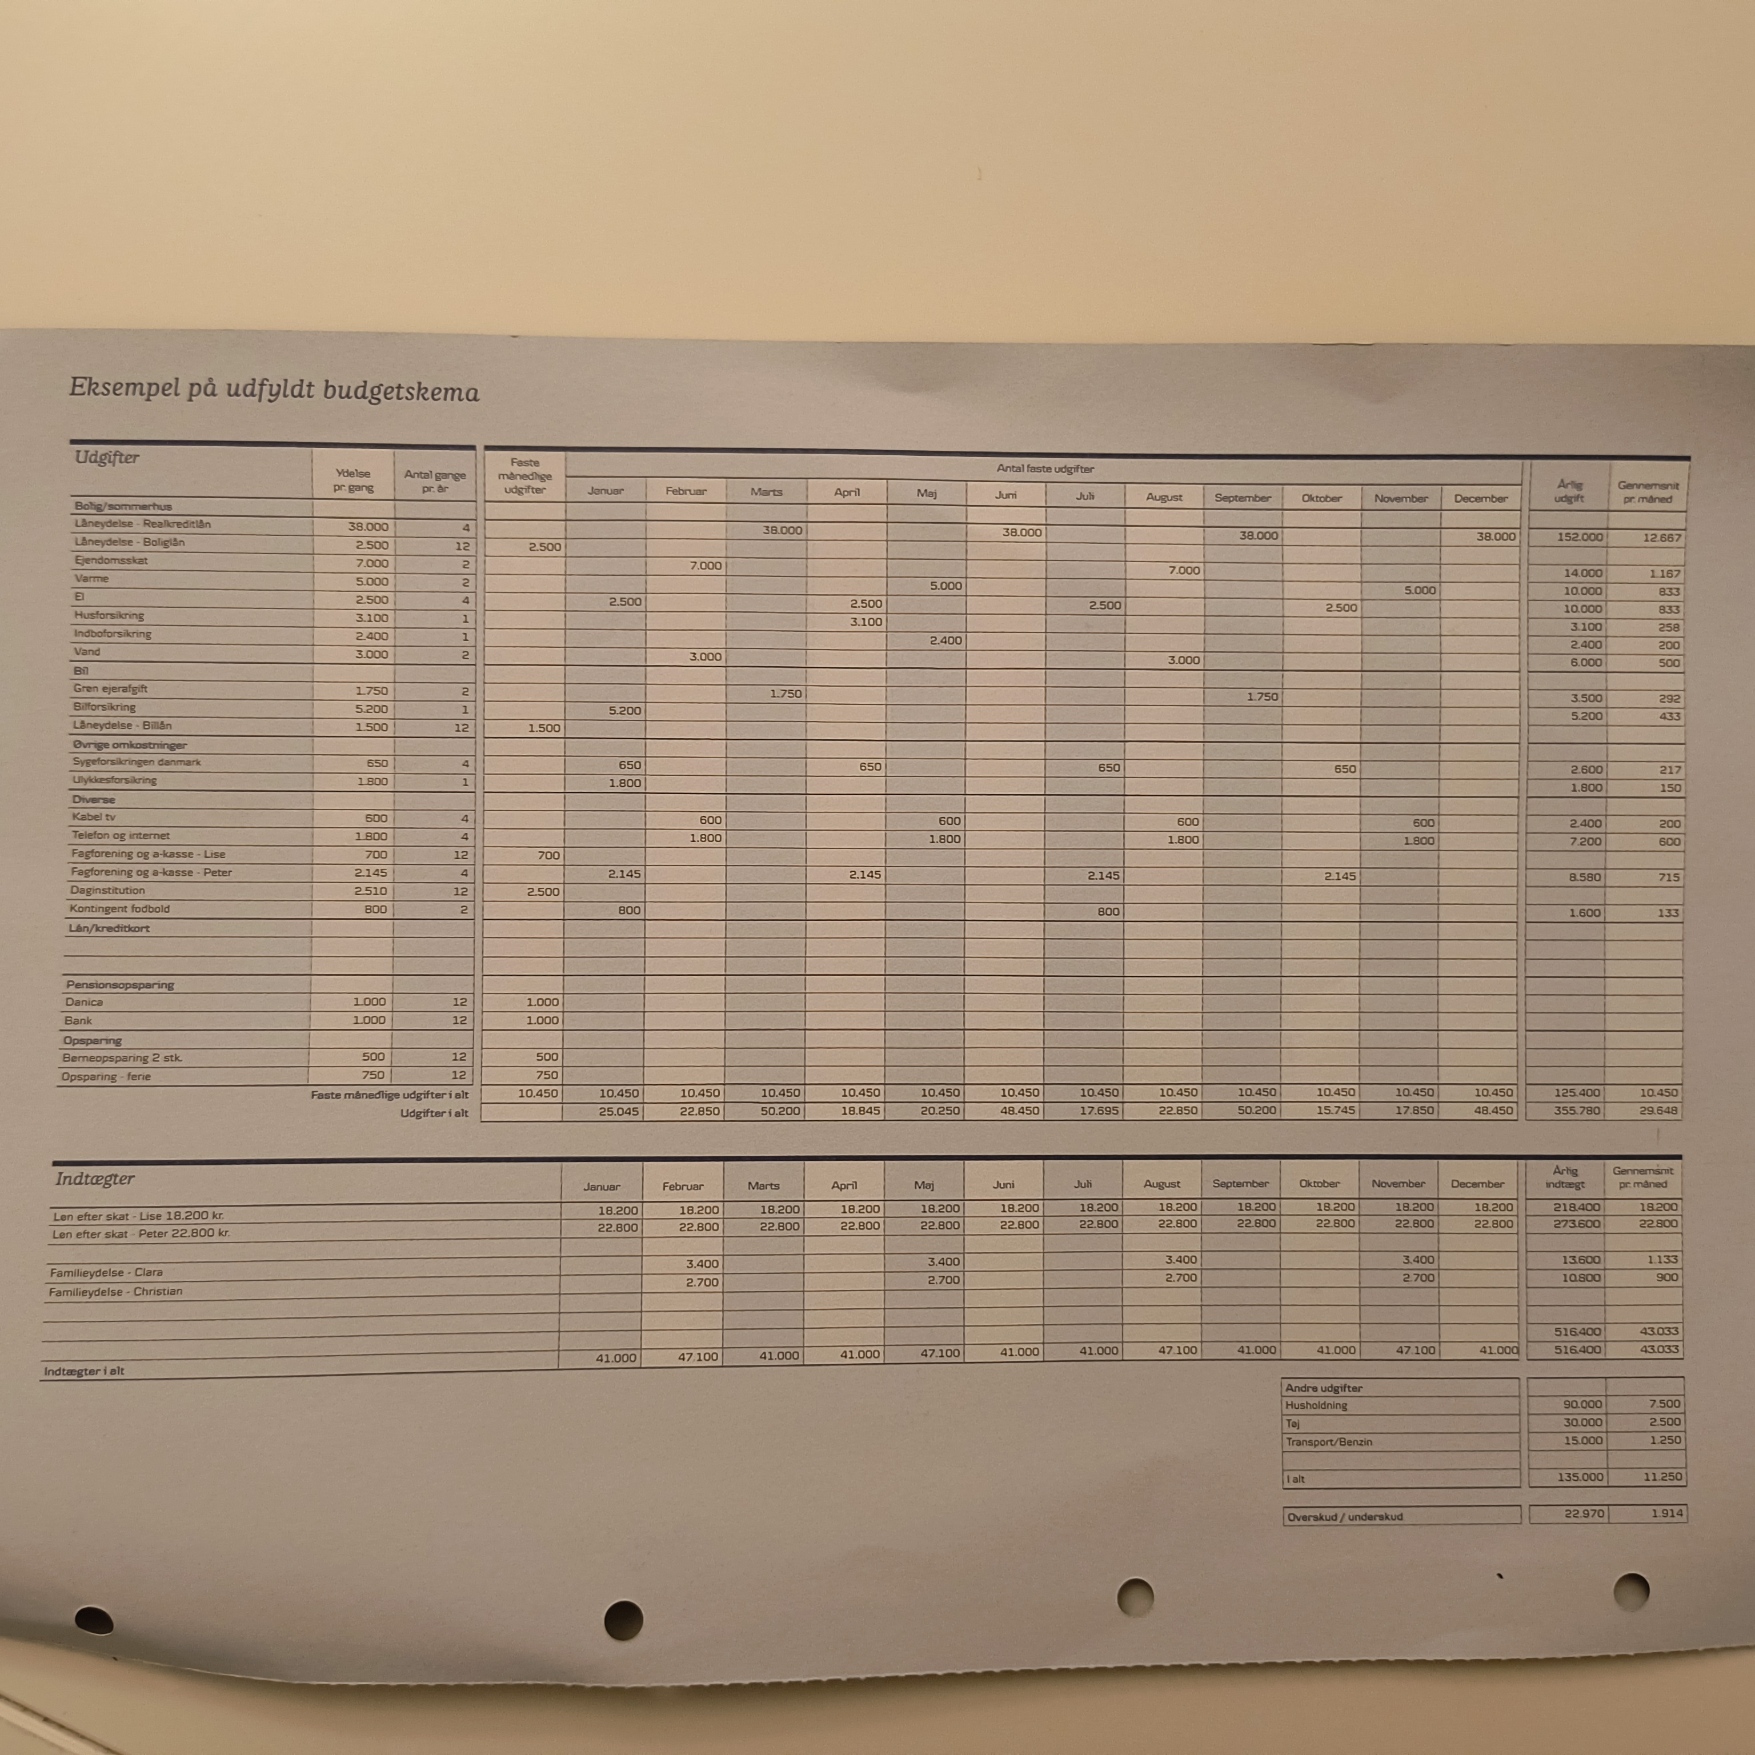 Eksempel på udfyldt budgetskema
Udgifter Ydelse pr. gang Antal gange pr. år Faste månedlige udgifter Antal faste udgifter Årlig udgift Gennemsnit pr. måned
Januar Februar Marts April Maj Juni Juli August September Oktober November December
Bolig/sommerhus
Låneydelse - Realkreditlån 38.000 4 38.000 38.000 38.000 38.000 152.000 12.667
Låneydelse - Boliglån 2.500 12 2.500
Ejendomsskat 7.000 2 7.000 7.000 14.000 1.167
Varme 5.000 2 5.000 5.000 10.000 833
El 2.500 4 2.500 2.500 2.500 2.500 10.000 833
Husforsikring 3.100 1 3.100 3.100 258
Indboforsikring 2.400 1 2.400 2.400 200
Vand 3.000 2 3.000 3.000 6.000 500
Bil
Grøn ejerafgift 1.750 2 1.750 1.750 3.500 292
Bilforsikring 5.200 1 5.200 5.200 433
Låneydelse - Billån 1.500 12 1.500
Øvrige omkostninger
Sygeforsikringen danmark 650 4 650 650 650 650 2.600 217
Ulykkesforsikring 1.800 1 1.800 1.800 150
Diverse
Kabel tv 600 4 600 600 600 600 2.400 200
Telefon og internet 1.800 4 1.800 1.800 1.800 1.800 7.200 600
Fagforening og a-kasse - Lise 700 12 700
Fagforening og a-kasse - Peter 2.145 4 2.145 2.145 2.145 2.145 8.580 715
Daginstitution 2.510 12 2.500
Kontingent fodbold 800 2 800 800 1.600 133
Lån/kreditkort
Pensionsopsparing
Danica 1.000 12 1.000
Bank 1.000 12 1.000
Opsparing
Børneopsparing 2 stk. 500 12 500
Opsparing - ferie 750 12 750
Faste månedlige udgifter i alt 10.450 10.450 10.450 10.450 10.450 10.450 10.450 10.450 10.450 10.450 10.450 10.450 10.450 125.400 10.450
Udgifter i alt 25.045 22.850 50.200 18.845 20.250 48.450 17.695 22.850 50.200 15.745 17.850 48.450 355.780 29.648
Indtægter Januar Februar Marts April Maj Juni Juli August September Oktober November December Årlig indtægt Gennemsnit pr. måned
Løn efter skat - Lise 18.200 kr. 18.200 18.200 18.200 18.200 18.200 18.200 18.200 18.200 18.200 18.200 18.200 18.200 218.400 18.200
Løn efter skat - Peter 22.800 kr. 22.800 22.800 22.800 22.800 22.800 22.800 22.800 22.800 22.800 22.800 22.800 22.800 273.600 22.800
Familieydelse - Clara 3.400 3.400 3.400 3.400 13.600 1.133
Familieydelse - Christian 2.700 2.700 2.700 2.700 10.800 900
516.400 43.033
Indtægter i alt 41.000 47.100 41.000 41.000 47.100 41.000 41.000 47.100 41.000 41.000 47.100 41.000 516.400 43.033
Andre udgifter
Husholdning 90.000 7.500
Tøj 30.000 2.500
Transport/Benzin 15.000 1.250
I alt 135.000 11.250
Overskud / underskud 22.970 1.914